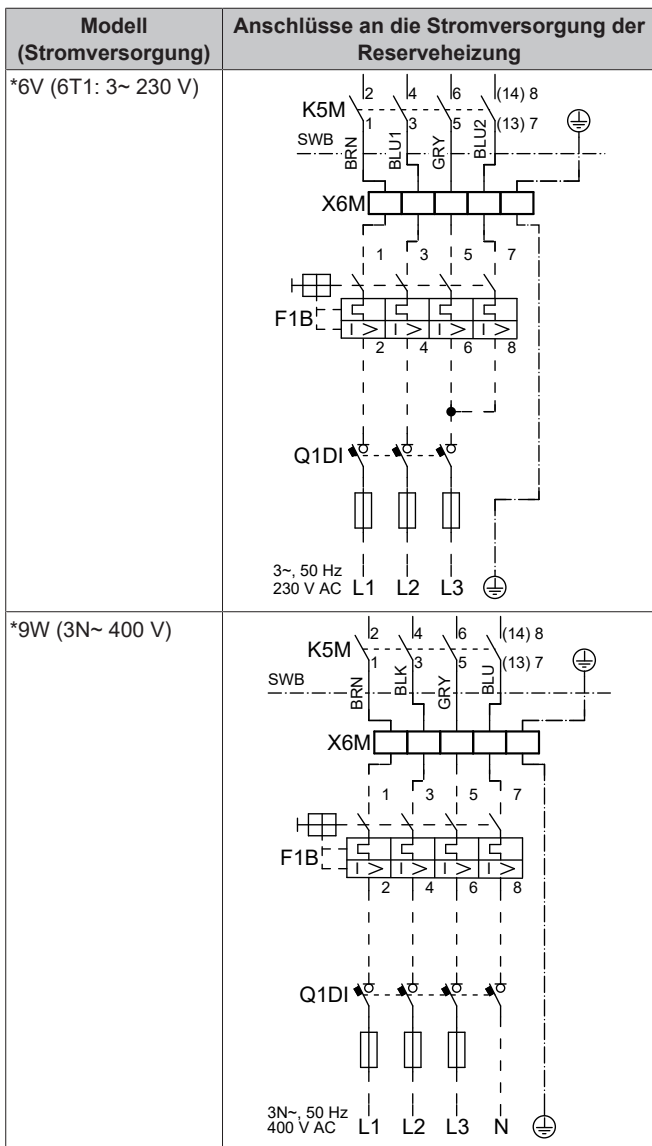 Modell
(Stromversorgung)
Anschlüsse an die Stromversorgung der
Reserveheizung
*6V (6T1: 3~ 230 V)
2 4 6 (14) 8
K5M
1 3 5 (13) 7
SWB
BRN BLU1 GRY BLU2
X6M
1 3 5 7
F1B
I > I > I > I >
2 4 6 8
Q1DI
3~, 50 Hz
230 V AC L1 L2 L3
*9W (3N~ 400 V)
2 4 6 (14) 8
K5M
1 3 5 (13) 7
SWB
BRN BLK GRY BLU
X6M
1 3 5 7
F1B
I > I > I > I >
2 4 6 8
Q1DI
3N~, 50 Hz
400 V AC L1 L2 L3 N